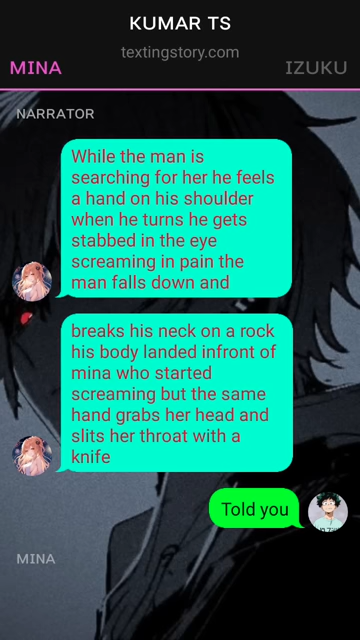 KUMAR TS
textingstory.com
MINA
IZUKU
NARRATOR
While the man is
searching for her he feels
a hand on his shoulder
when he turns he gets
stabbed in the eye
screaming in pain the
man falls down and
breaks his neck on a rock
his body landed infront of
mina who started
screaming but the same
hand grabs her head and
slits her throat with a
knife
Told you
MINA